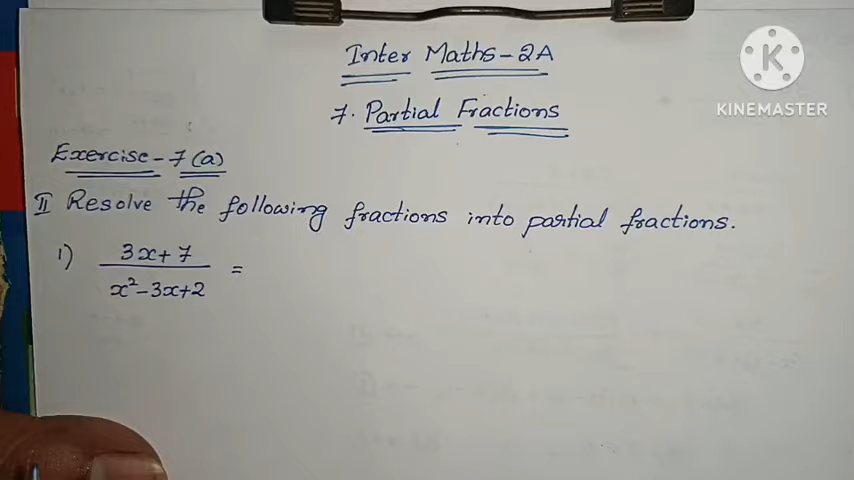 Inter Maths-2A
K
KINEMASTER
7. Partial Fractions
Exercise-7(a)
II Resolve the following fractions into partial fractions.
1) 3x+7
x²-3x+2 =